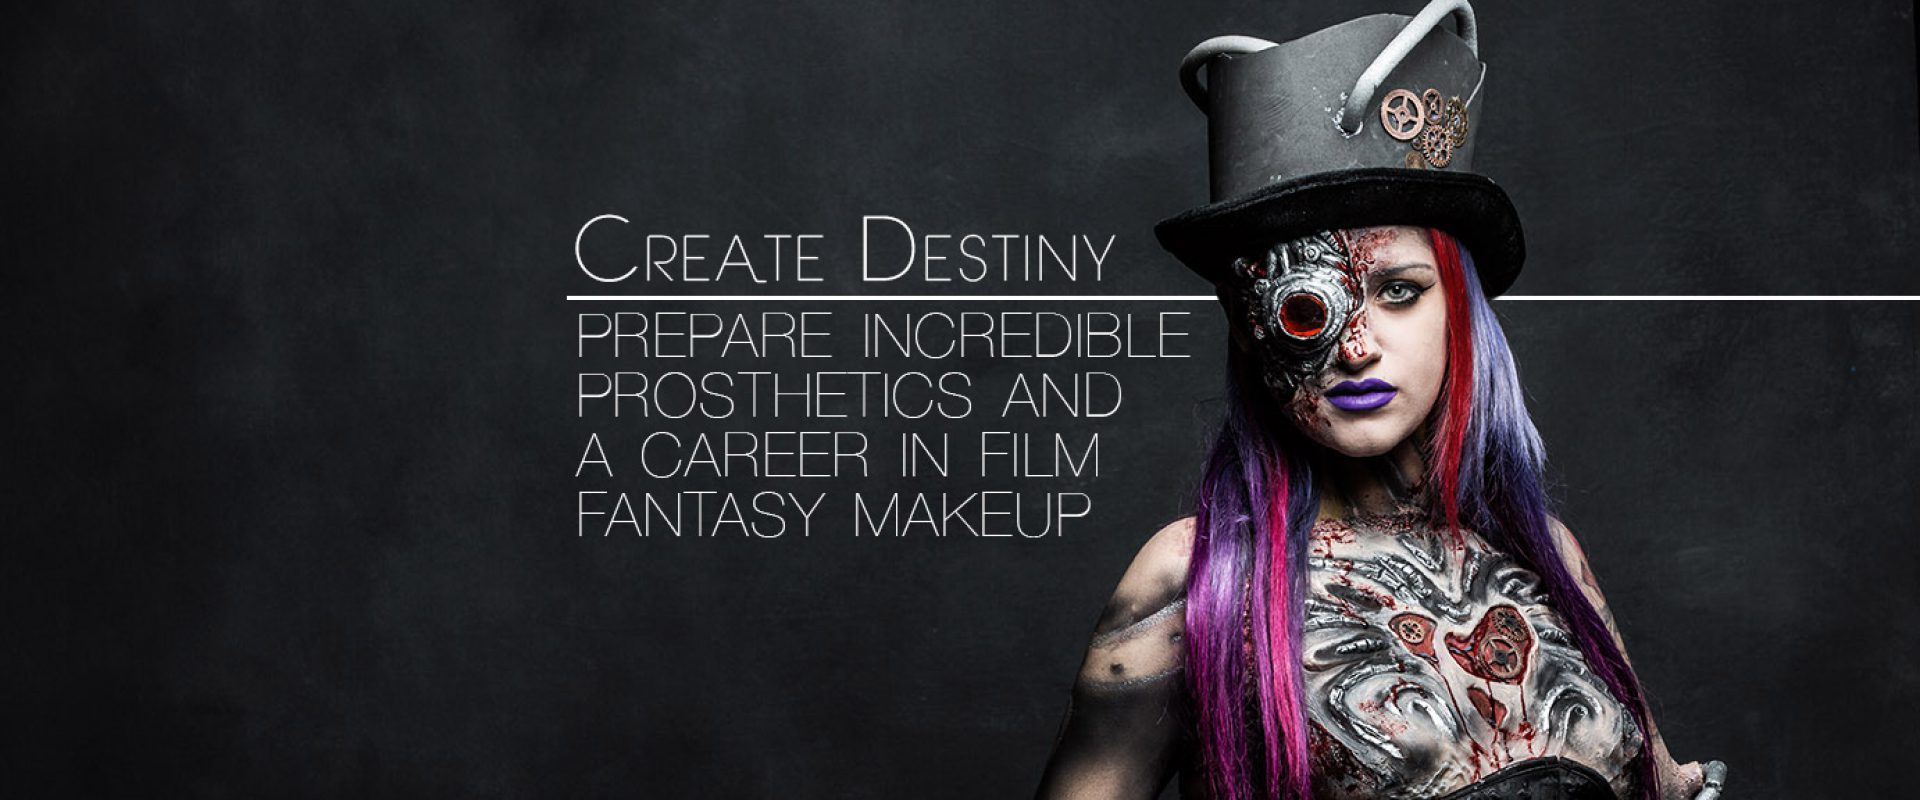 Create Destiny
PREPARE INCREDIBLE
PROSTHETICS AND
A CAREER IN FILM
FANTASY MAKEUP